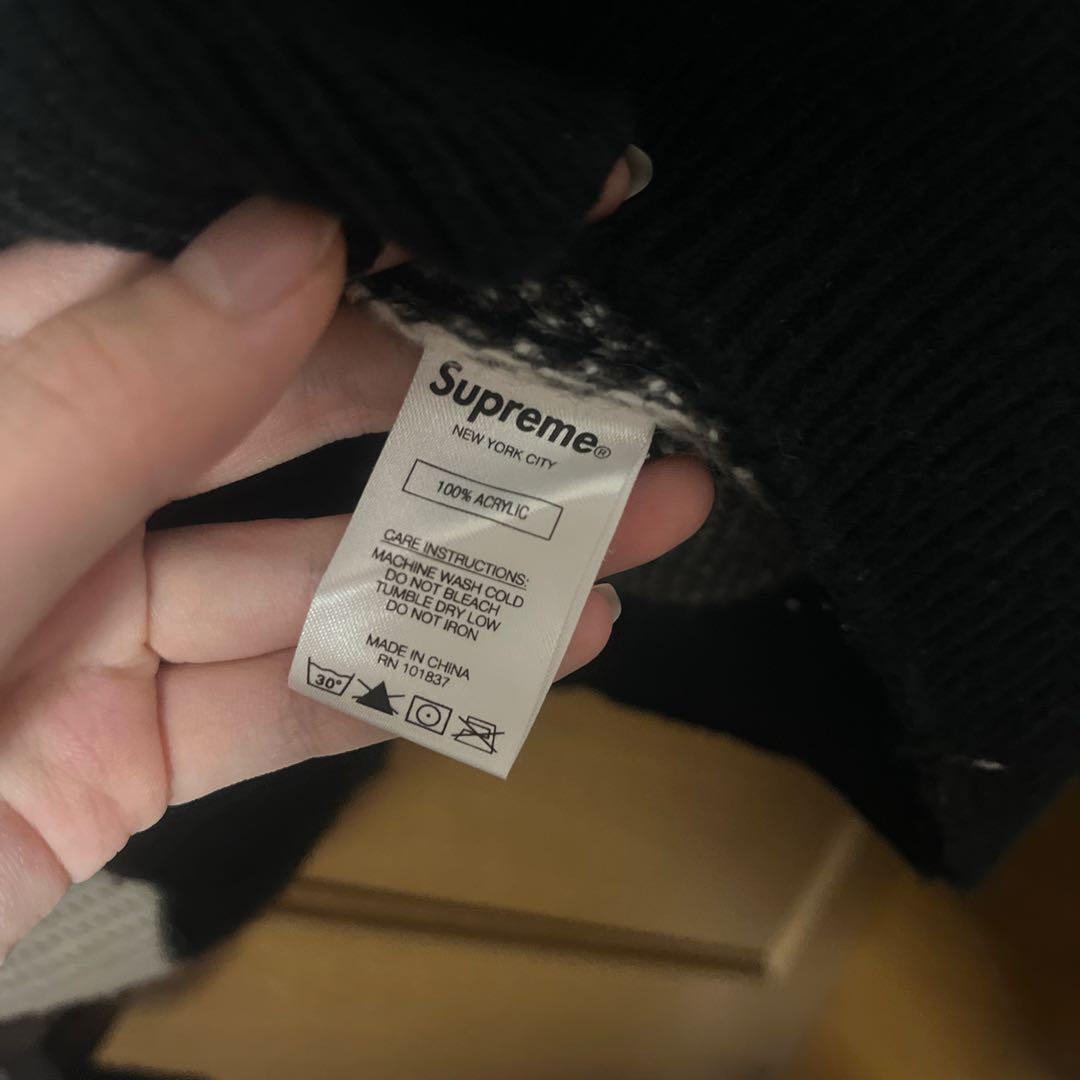 Supreme®
NEW YORK CITY
100% ACRYLIC
CARE INSTRUCTIONS:
MACHINE WASH COLD
DO NOT BLEACH
TUMBLE DRY LOW
DO NOT IRON
MADE IN CHINA
RN 101837
30°